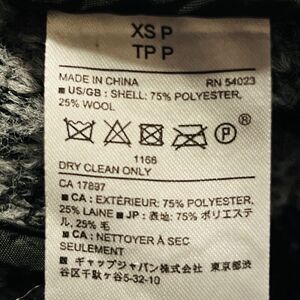 XS P
TP P
MADE IN CHINA RN 54023
■ US/GB : SHELL: 75% POLYESTER,
25% WOOL
P
1166
DRY CLEAN ONLY
CA 17897
■ CA : EXTÉRIEUR: 75% POLYESTER,
25% LAINE ■ JP : 表地: 75% ポリエステ
ル, 25% 毛
■ CA : NETTOYER À SEC
SEULEMENT
■ ギャップジャパン株式会社 東京都渋
谷区千駄ヶ谷5-32-10